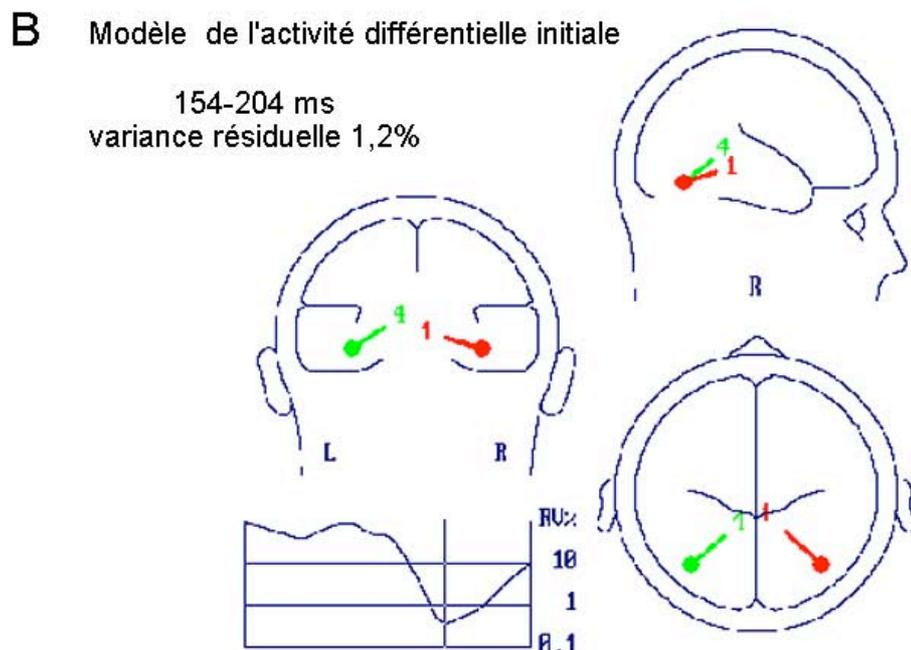 B Modèle de l'activité différentielle initiale
154-204 ms
variance résiduelle 1,2%
4
1
R
4
1
L R
RV%
10
1
0.1
1
1